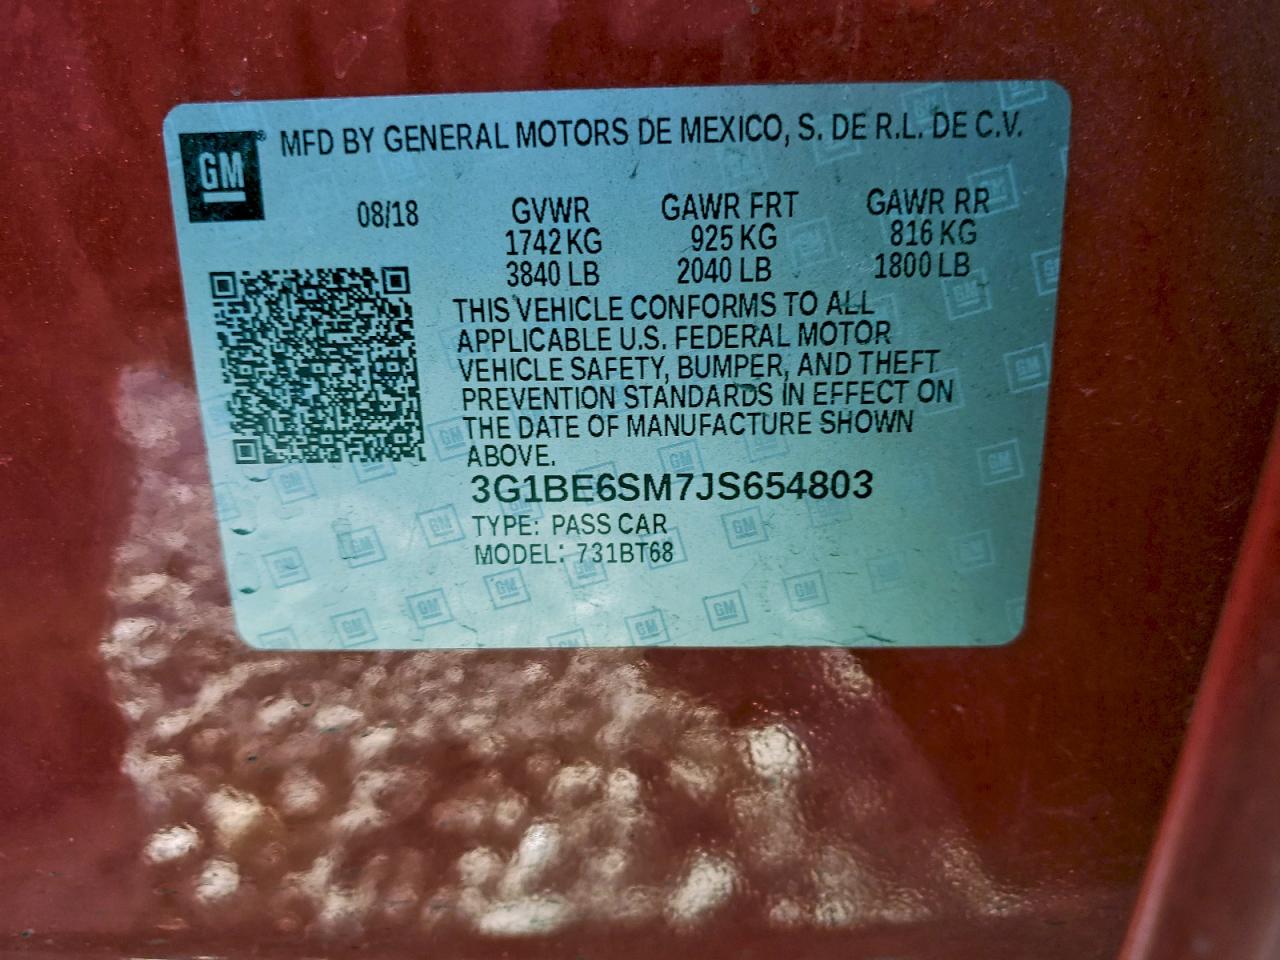 GM
MFD BY GENERAL MOTORS DE MEXICO, S. DE R.L. DE C.V.
08/18 GVWR GAWR FRT GAWR RR
1742 KG 925 KG 816 KG
3840 LB 2040 LB 1800 LB
THIS VEHICLE CONFORMS TO ALL
APPLICABLE U.S. FEDERAL MOTOR
VEHICLE SAFETY, BUMPER, AND THEFT
PREVENTION STANDARDS IN EFFECT ON
THE DATE OF MANUFACTURE SHOWN
ABOVE.
3G1BE6SM7JS654803
TYPE: PASS CAR
MODEL: 731BT68